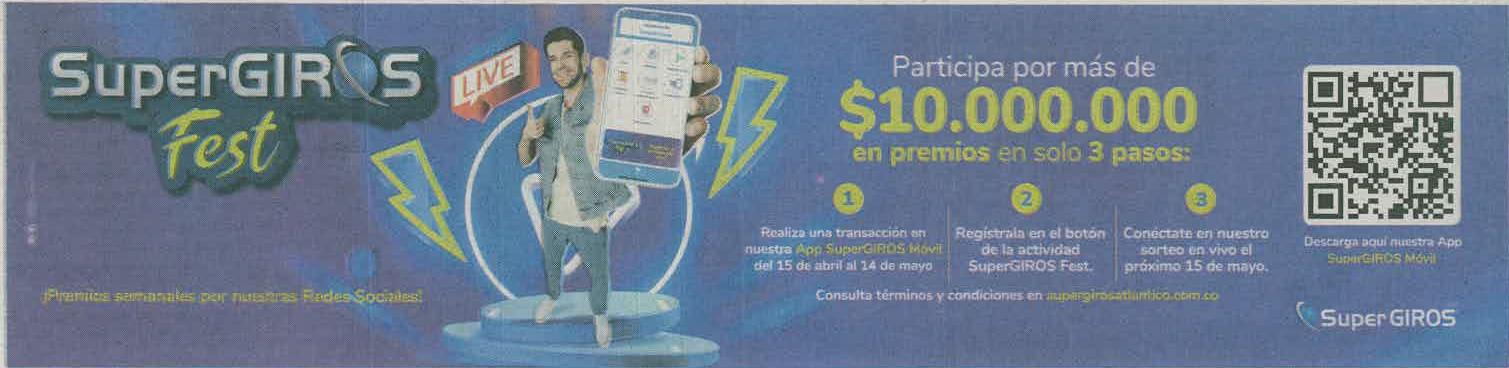 SuperGIROS
Fest
LIVE
¡Premios semanales por nuestras Redes Sociales!
Participa por más de
$10.000.000
en premios en solo 3 pasos:
1
Realiza una transacción en
nuestra App SuperGIROS Móvil
del 15 de abril al 14 de mayo
2
Regístrala en el botón
de la actividad
SuperGIROS Fest.
3
Conéctate en nuestro
sorteo en vivo el
próximo 15 de mayo.
Consulta términos y condiciones en supergirosatlantico.com.co
Descarga aquí nuestra App
SuperGIROS Móvil
SuperGIROS